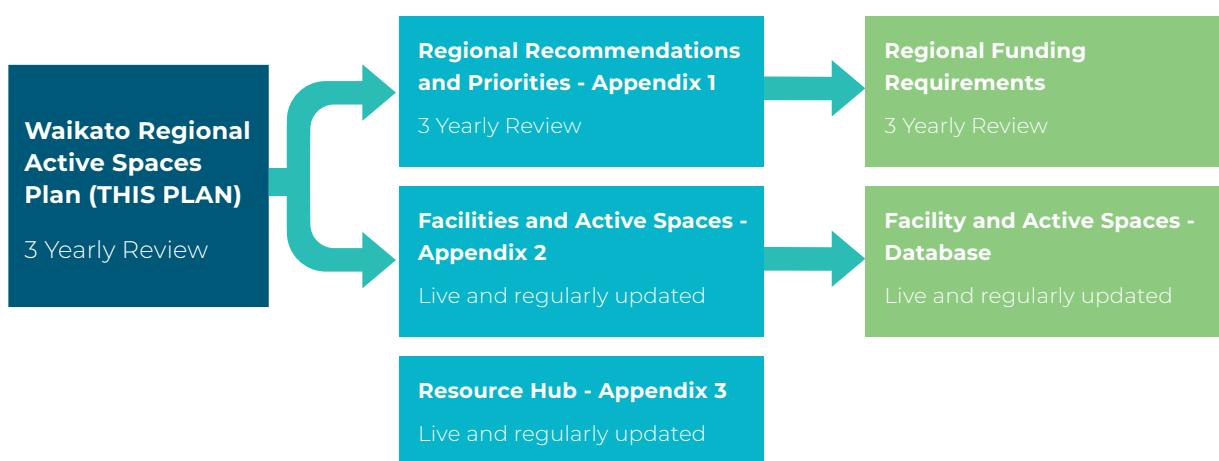 Waikato Regional
Active Spaces
Plan (THIS PLAN)
3 Yearly Review
Regional Recommendations
and Priorities - Appendix 1
3 Yearly Review
Regional Funding
Requirements
3 Yearly Review
Facilities and Active Spaces -
Appendix 2
Live and regularly updated
Facility and Active Spaces -
Database
Live and regularly updated
Resource Hub - Appendix 3
Live and regularly updated